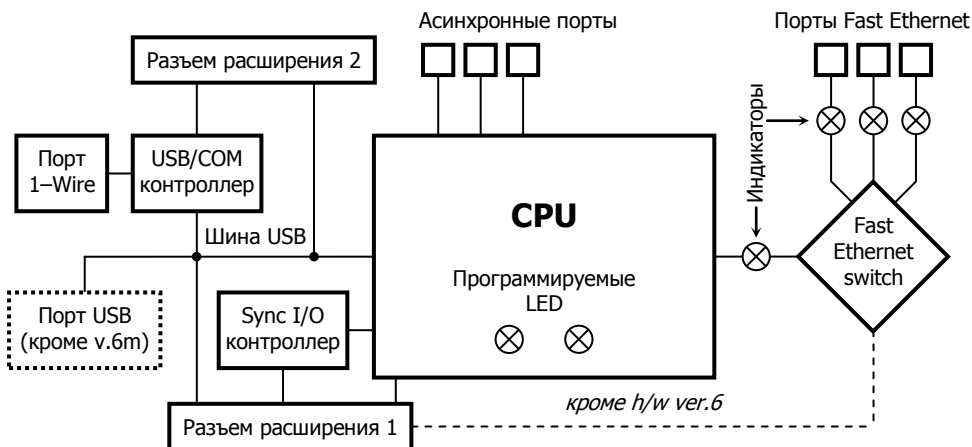 Асинхронные порты
Порты Fast Ethernet
Разъем расширения 2
Индикаторы
Порт
1–Wire
USB/COM
контроллер
CPU
Fast
Ethernet
switch
Шина USB
Программируемые
LED
Порт USB
(кроме v.6m)
Sync I/O
контроллер
кроме h/w ver.6
Разъем расширения 1